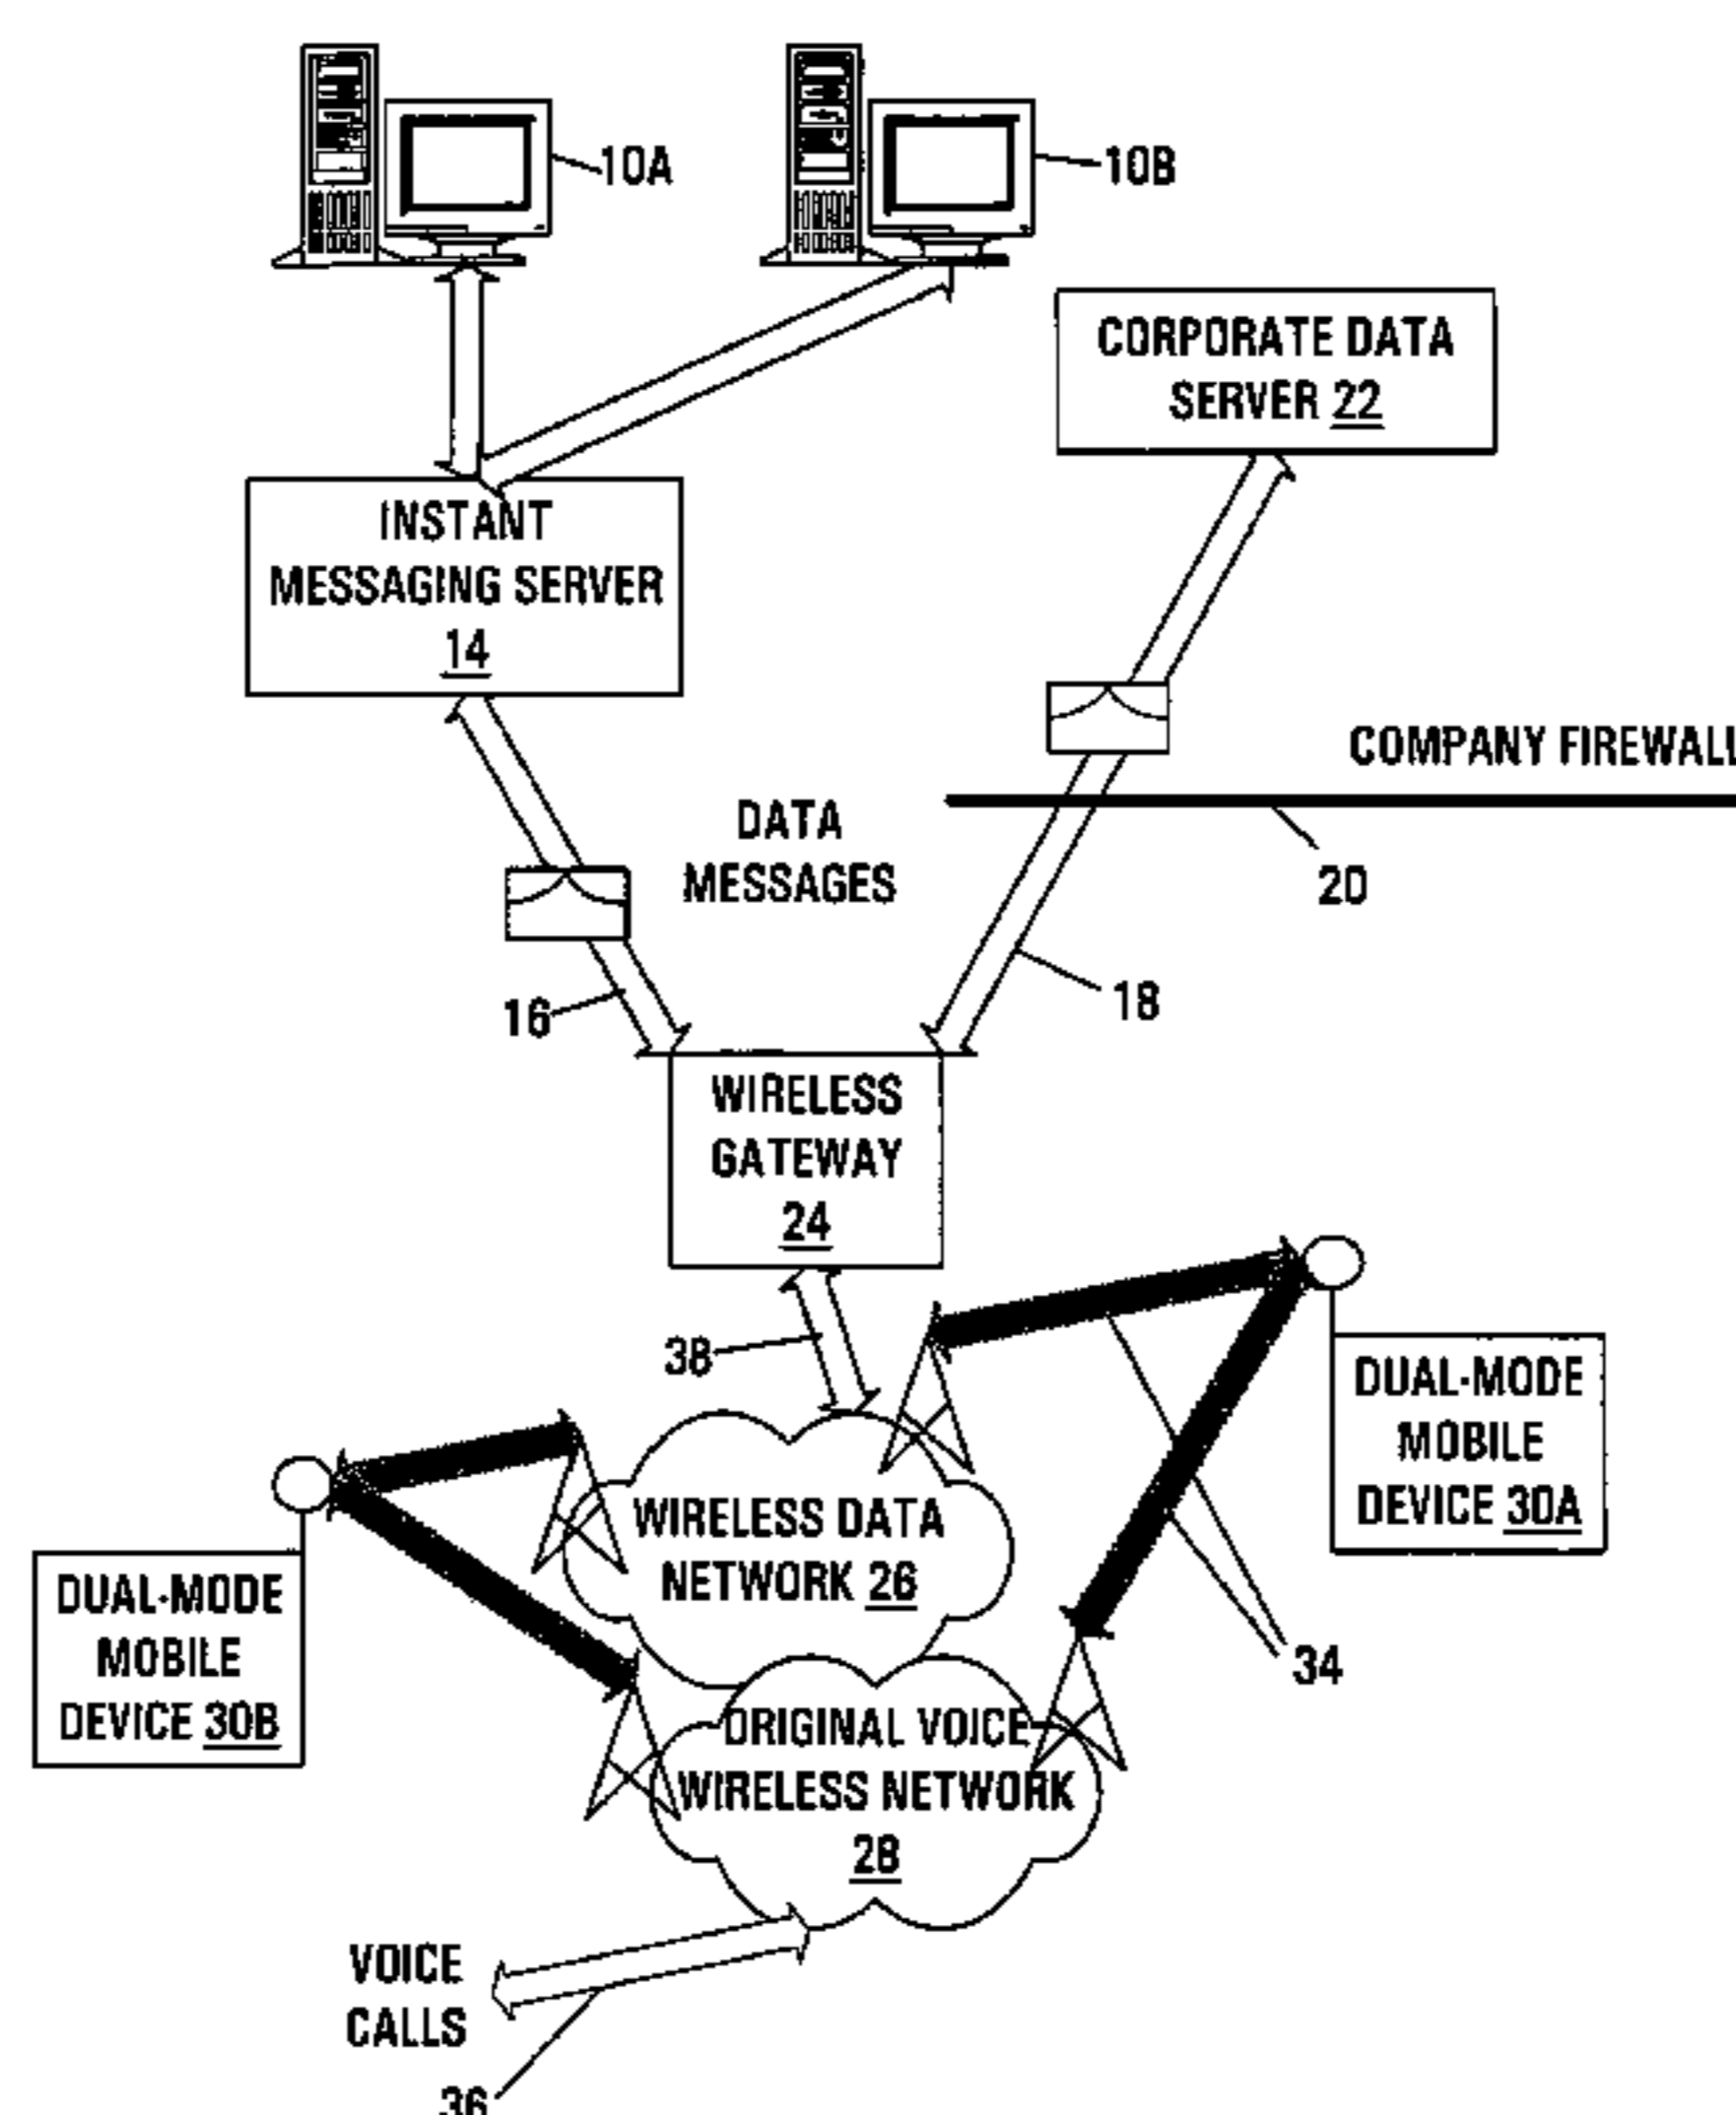 10A
10B
CORPORATE DATA
SERVER 22
INSTANT
MESSAGING SERVER
14
COMPANY FIREWALL
DATA
MESSAGES
20
16
18
WIRELESS
GATEWAY
24
38
DUAL-MODE
MOBILE
DEVICE 30A
WIRELESS DATA
NETWORK 26
DUAL-MODE
MOBILE
DEVICE 30B
34
ORIGINAL VOICE
WIRELESS NETWORK
28
VOICE
CALLS
36